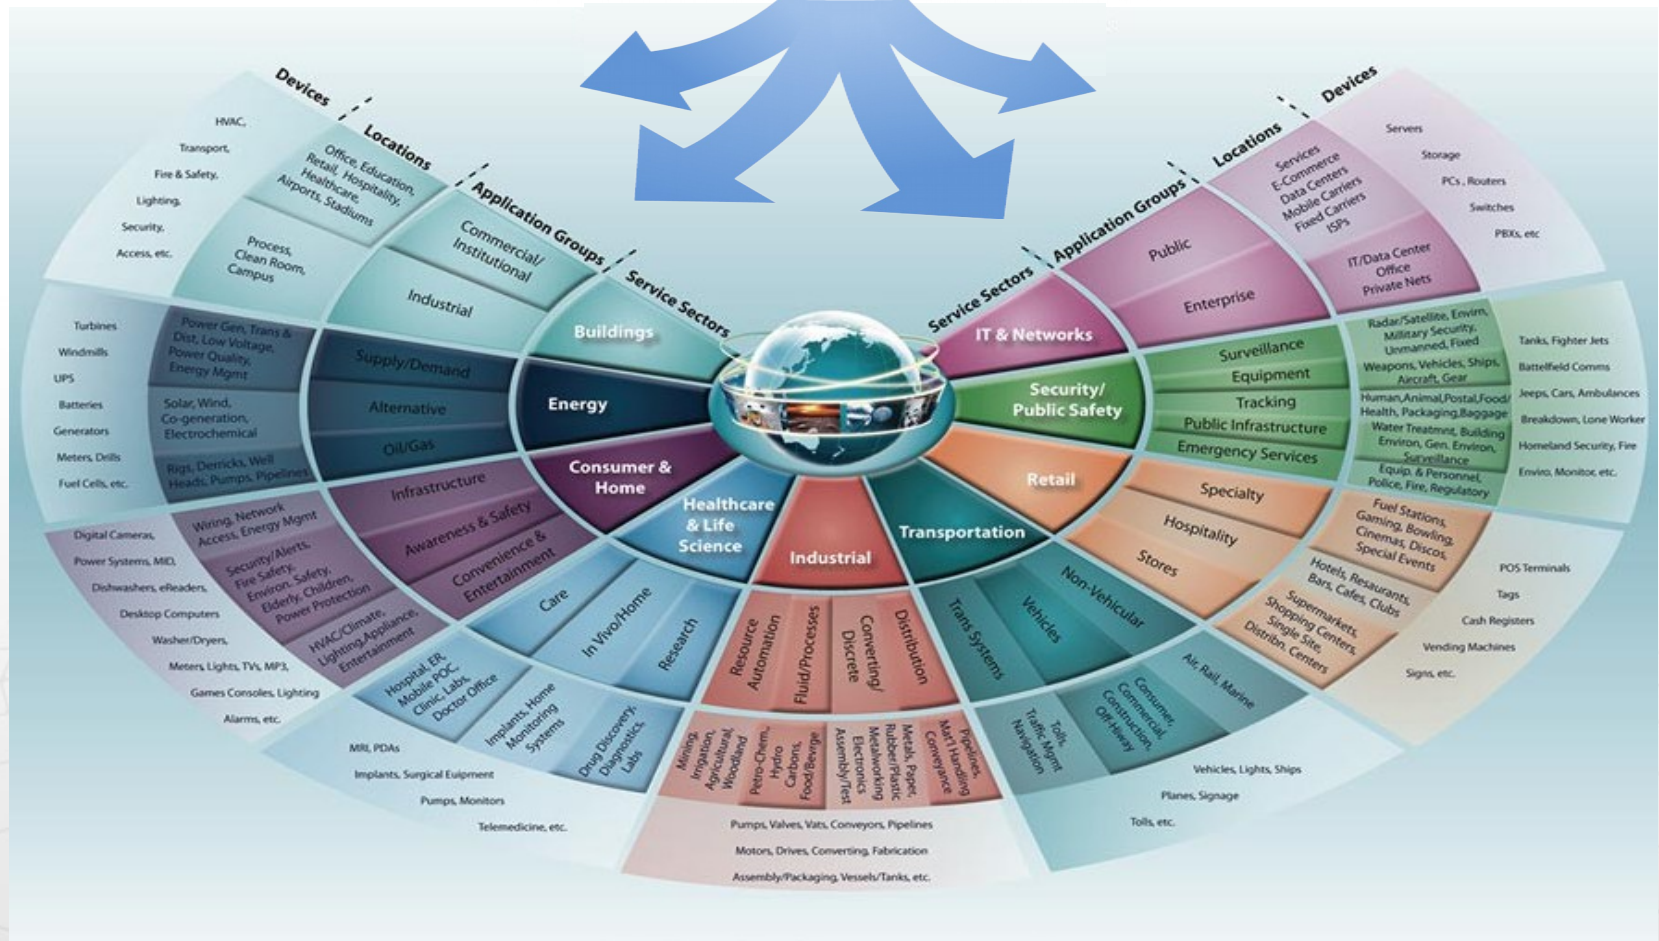 Devices
Locations
Application Groups
Service Sectors
HVAC,
Transport,
Fire & Safety,
Lighting,
Security,
Access, etc.
Office, Education,
Retail, Hospitality,
Healthcare,
Airports, Stadiums
Process,
Clean Room,
Campus
Commercial/
Institutional
Industrial
Buildings
Turbines
Windmills
UPS
Batteries
Generators
Meters, Drills
Fuel Cells, etc.
Power Gen, Trans &
Dist, Low Voltage,
Power Quality,
Energy Mgmt
Solar, Wind,
Co-generation,
Electrochemical
Rigs, Derricks, Well
Heads, Pumps, Pipelines
Supply/Demand
Alternative
Oil/Gas
Energy
Digital Cameras,
Power Systems, MID,
Dishwashers, eReaders,
Desktop Computers
Washer/Dryers,
Meters, Lights, TVs, MP3,
Games Consoles, Lighting
Alarms, etc.
Wiring, Network
Access, Energy Mgmt
Security/Alerts,
Fire Safety,
Environ. Safety,
Elderly, Children,
Power Protection
HVAC/Climate,
Lighting,Appliance,
Entertainment
Infrastructure
Awareness & Safety
Convenience &
Entertainment
Consumer &
Home
MRI, PDAs
Implants, Surgical Euipment
Pumps, Monitors
Telemedicine, etc.
Hospital, ER,
Mobile POC,
Clinic, Labs,
Doctor Office
Implants, Home
Monitoring
Systems
Drug Discovery,
Diagnostics,
Labs
Care
In Vivo/Home
Research
Healthcare
& Life
Science
Industrial
Resource
Automation
Fluid/Processes
Converting/
Discrete
Distribution
Mining,
Irrigation,
Agricultural,
Woodland
Petro-Chem.,
Hydro
Carbons,
Food/Bevrge
Metals, Paper,
Rubber/Plastic
Metalworking
Electronics
Assembly/Test
Pipelines,
Mat'l Handling
Conveyance
Pumps, Valves, Vats, Conveyors, Pipelines
Motors, Drives, Converting, Fabrication
Assembly/Packaging, Vessels/Tanks, etc.
Transportation
Trans Systems
Vehicles
Non-Vehicular
Tolls,
Traffic Mgmt
Navigation
Consumer,
Commercial,
Construction,
Off-Hiway
Air, Rail, Marine
Vehicles, Lights, Ships
Planes, Signage
Tolls, etc.
Retail
Specialty
Hospitality
Stores
Fuel Stations,
Gaming, Bowling,
Cinemas, Discos,
Special Events
Hotels, Resaurants,
Bars, Cafes, Clubs
Supermarkets,
Shopping Centers,
Single Site,
Distribn. Centers
POS Terminals
Tags
Cash Registers
Vending Machines
Signs, etc.
Security/
Public Safety
Surveillance
Equipment
Tracking
Public Infrastructure
Emergency Services
Radar/Satellite, Envirn,
Millitary Security,
Unmanned, Fixed
Weapons, Vehicles, Ships,
Aircraft, Gear
Human,Animal,Postal,Food/
Health, Packaging,Baggage
Water Treatmnt, Building
Environ, Gen. Environ,
Surveillance
Equip. & Personnel,
Police, Fire, Regulatory
Tanks, Fighter Jets
Battelfield Comms
Jeeps, Cars, Ambulances
Breakdown, Lone Worker
Homeland Security, Fire
Enviro, Monitor, etc.
IT & Networks
Public
Enterprise
Services
E-Commerce
Data Centers
Mobile Carriers
Fixed Carriers
ISPs
IT/Data Center
Office
Private Nets
Servers
Storage
PCs , Routers
Switches
PBXs, etc
Service Sectors
Application Groups
Locations
Devices